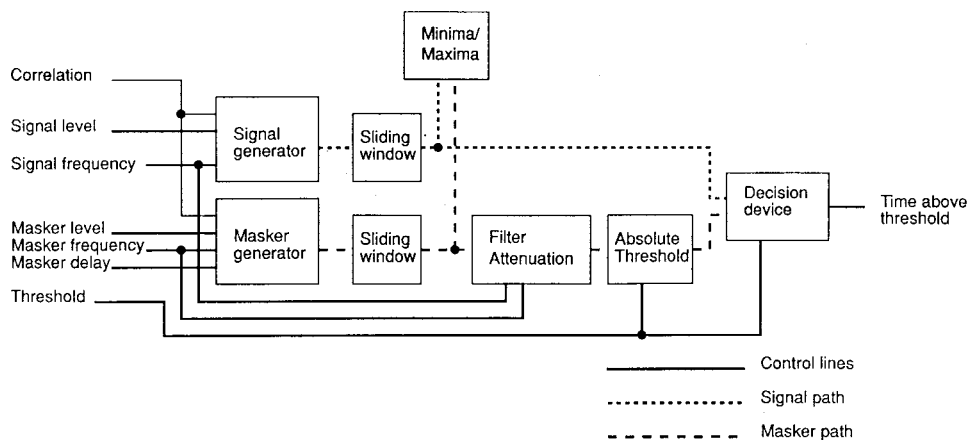 Minima/
Maxima
Correlation
Signal level
Signal frequency
Signal
generator
Sliding
window
Decision
device
Time above
threshold
Masker level
Masker frequency
Masker delay
Masker
generator
Sliding
window
Filter
Attenuation
Absolute
Threshold
Threshold
Control lines
Signal path
Masker path